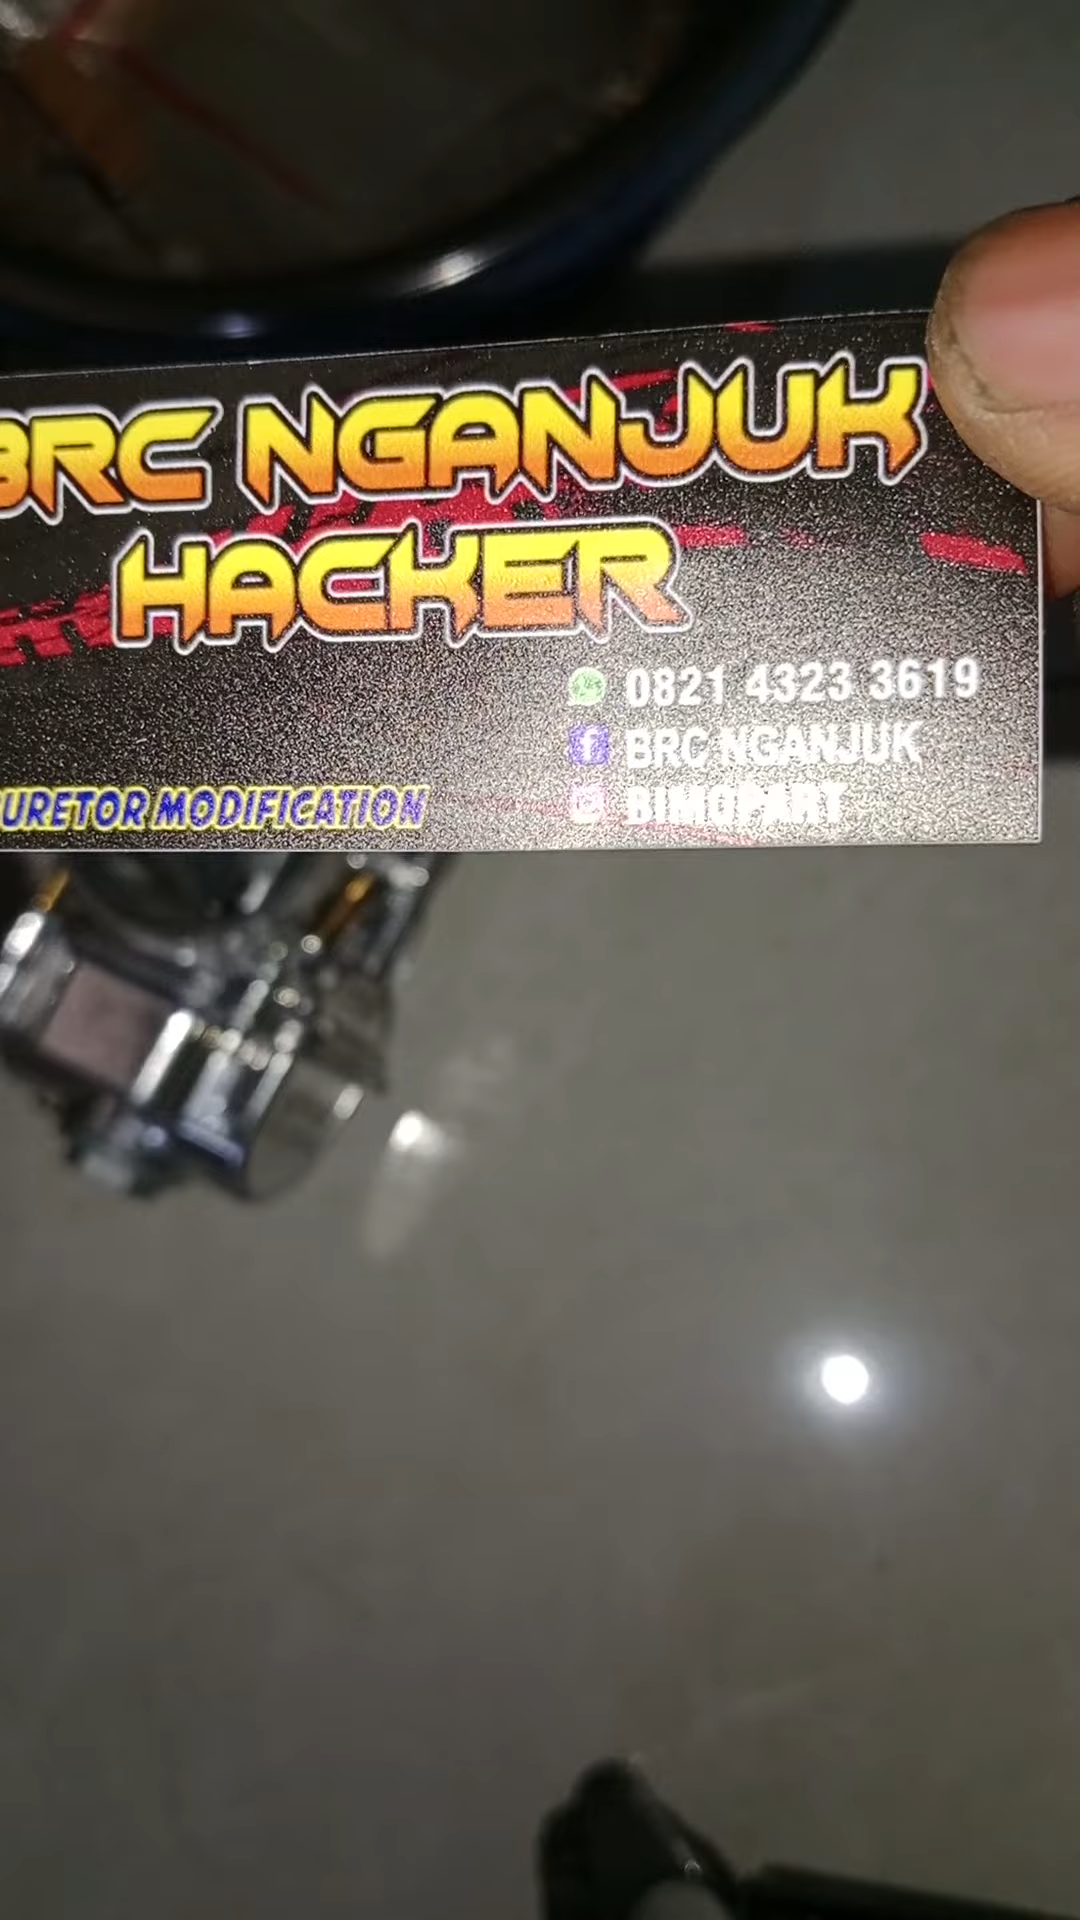 BRC NGANJUK
HACKER
0821 4323 3619
BRC NGANJUK
URETOR MODIFICATION
BIMOPART